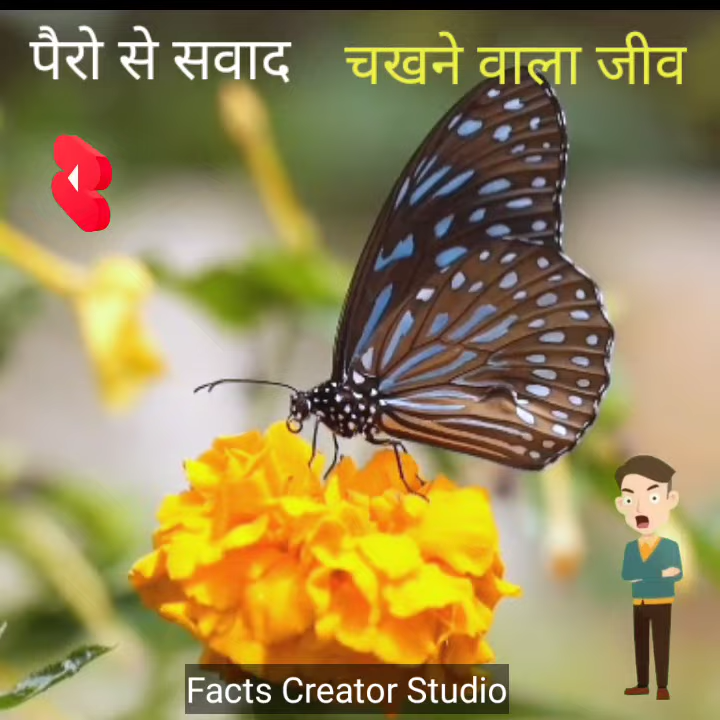 पैरो से सवाद चखने वाला जीव
Facts Creator Studio